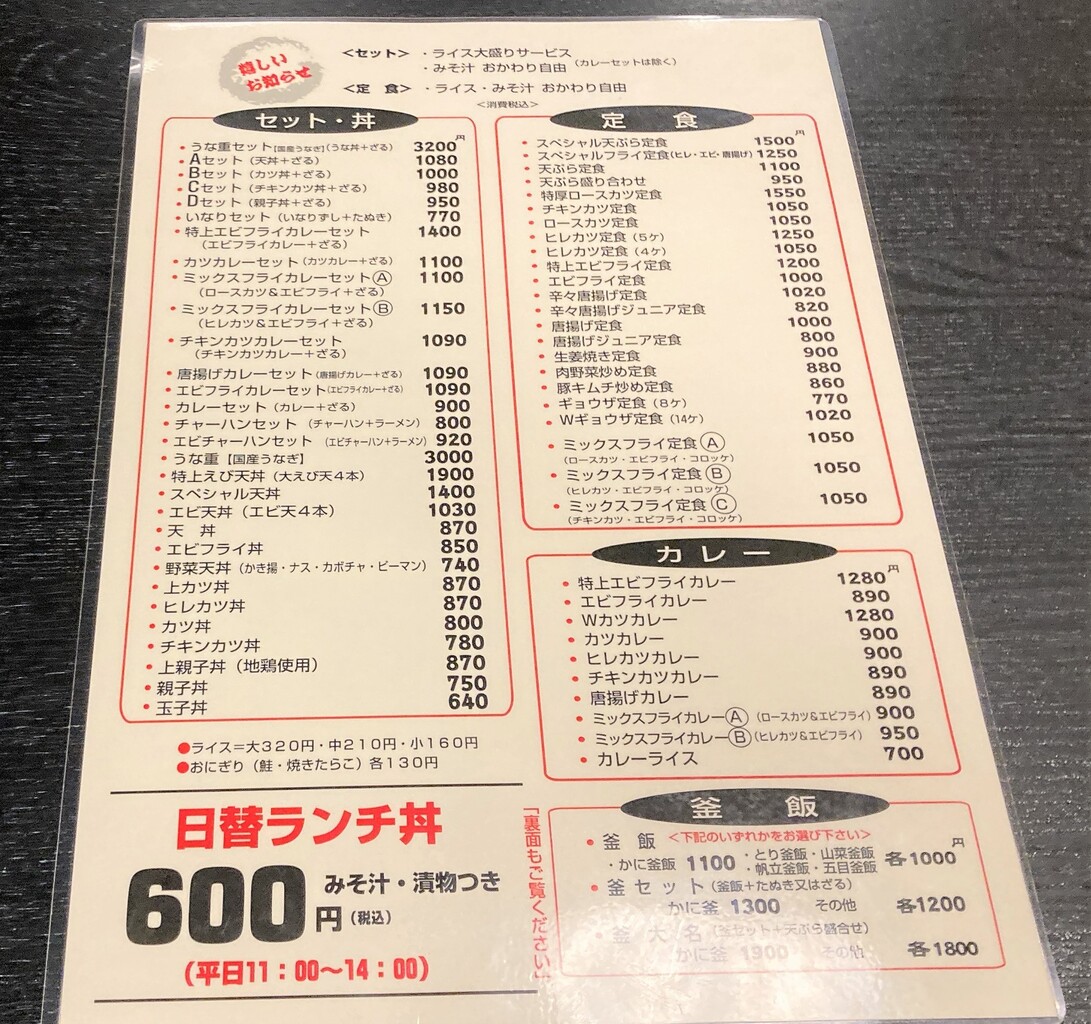 嬉しい
お知らせ
<セット> ・ライス大盛りサービス
・みそ汁 おかわり自由 (カレーセットは除く)
<定 食> ・ライス・みそ汁 おかわり自由
<消費税込>
セット・丼
円
・うな重セット[国産うなぎ](うな丼+ざる) 3200
・Aセット (天丼+ざる) 1080
・Bセット (カツ丼+ざる) 1000
・Cセット (チキンカツ丼+ざる) 980
・Dセット (親子丼+ざる) 950
・いなりセット (いなりずし+たぬき) 770
・特上エビフライカレーセット 1400
(エビフライカレー+ざる)
・カツカレーセット (カツカレー+ざる) 1100
・ミックスフライカレーセットⒶ 1100
(ロースカツ&エビフライ+ざる)
・ミックスフライカレーセットⒷ 1150
(ヒレカツ&エビフライ+ざる)
・チキンカツカレーセット 1090
(チキンカツカレー+ざる)
・唐揚げカレーセット (唐揚げカレー+ざる) 1090
・エビフライカレーセット(エビフライカレー+ざる) 1090
・カレーセット (カレー+ざる) 900
・チャーハンセット (チャーハン+ラーメン) 800
・エビチャーハンセット (エビチャーハン+ラーメン) 920
・うな重【国産うなぎ】 3000
・特上えび天丼 (大えび天4本) 1900
・スペシャル天丼 1400
・エビ天丼 (エビ天4本) 1030
・天 丼 870
・エビフライ丼 850
・野菜天丼 (かき揚・ナス・カボチャ・ピーマン) 740
・上カツ丼 870
・ヒレカツ丼 870
・カツ丼 800
・チキンカツ丼 780
・上親子丼 (地鶏使用) 870
・親子丼 750
・玉子丼 640
●ライス=大320円・中210円・小160円
●おにぎり (鮭・焼きたらこ) 各130円
日替ランチ丼
600円(税込) みそ汁・漬物つき
(平日11:00〜14:00)
「裏面もご覧ください」
定 食
円
・スペシャル天ぷら定食 1500
・スペシャルフライ定食(ヒレ・エビ・唐揚げ) 1250
・天ぷら定食 1100
・天ぷら盛り合わせ 950
・特厚ロースカツ定食 1550
・チキンカツ定食 1050
・ロースカツ定食 1050
・ヒレカツ定食 (5ケ) 1250
・ヒレカツ定食 (4ケ) 1050
・特上エビフライ定食 1200
・エビフライ定食 1000
・辛々唐揚げ定食 1020
・辛々唐揚げジュニア定食 820
・唐揚げ定食 1000
・唐揚げジュニア定食 800
・生姜焼き定食 900
・肉野菜炒め定食 880
・豚キムチ炒め定食 860
・ギョウザ定食 (8ケ) 770
・Wギョウザ定食 (14ケ) 1020
・ミックスフライ定食Ⓐ 1050
(ロースカツ・エビフライ・コロッケ)
・ミックスフライ定食Ⓑ 1050
(ヒレカツ・エビフライ・コロッケ)
・ミックスフライ定食Ⓒ 1050
(チキンカツ・エビフライ・コロッケ)
カレー
・特上エビフライカレー 1280円
・エビフライカレー 890
・Wカツカレー 1280
・カツカレー 900
・ヒレカツカレー 900
・チキンカツカレー 890
・唐揚げカレー 890
・ミックスフライカレーⒶ (ロースカツ&エビフライ) 900
・ミックスフライカレーⒷ (ヒレカツ&エビフライ) 950
・カレーライス 700
釜 飯
・釜 飯 <下記のいずれかをお選び下さい>
・かに釜飯 1100 ・とり釜飯・山菜釜飯 ・帆立釜飯・五目釜飯 各1000円
・釜セット (釜飯+たぬき又はざる)
かに釜 1300 その他 各1200
・釜 大 名 (釜セット+天ぷら盛合せ)
かに釜 1900 その他 各1800